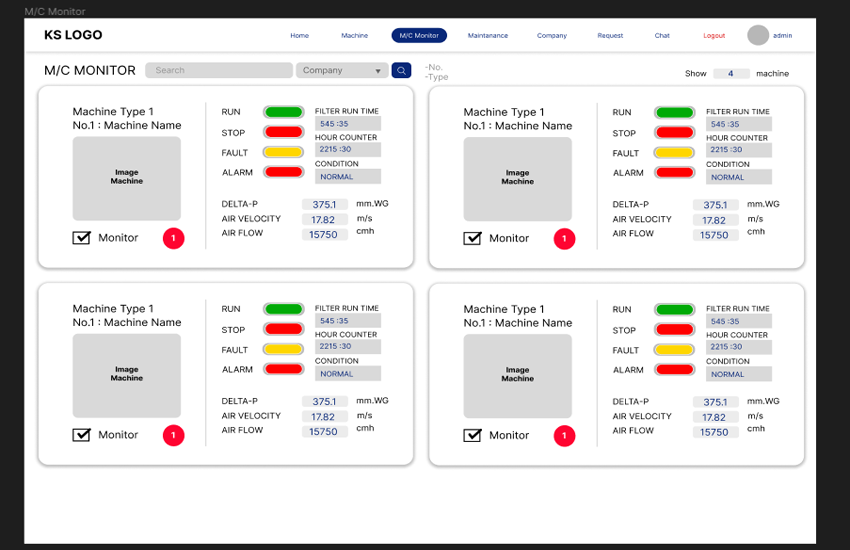 M/C Monitor
KS LOGO
Home
Machine
M/C Monitor
Maintanance
Company
Request
Chat
Logout
admin
M/C MONITOR
Search
Company
-No.
-Type
Show 4 machine
Machine Type 1
No.1 : Machine Name
Image
Machine
Monitor
1
RUN
STOP
FAULT
ALARM
FILTER RUN TIME
545 :35
HOUR COUNTER
2215 :30
CONDITION
NORMAL
DELTA-P 375.1 mm.WG
AIR VELOCITY 17.82 m/s
AIR FLOW 15750 cmh
Machine Type 1
No.1 : Machine Name
Image
Machine
Monitor
1
RUN
STOP
FAULT
ALARM
FILTER RUN TIME
545 :35
HOUR COUNTER
2215 :30
CONDITION
NORMAL
DELTA-P 375.1 mm.WG
AIR VELOCITY 17.82 m/s
AIR FLOW 15750 cmh
Machine Type 1
No.1 : Machine Name
Image
Machine
Monitor
1
RUN
STOP
FAULT
ALARM
FILTER RUN TIME
545 :35
HOUR COUNTER
2215 :30
CONDITION
NORMAL
DELTA-P 375.1 mm.WG
AIR VELOCITY 17.82 m/s
AIR FLOW 15750 cmh
Machine Type 1
No.1 : Machine Name
Image
Machine
Monitor
1
RUN
STOP
FAULT
ALARM
FILTER RUN TIME
545 :35
HOUR COUNTER
2215 :30
CONDITION
NORMAL
DELTA-P 375.1 mm.WG
AIR VELOCITY 17.82 m/s
AIR FLOW 15750 cmh